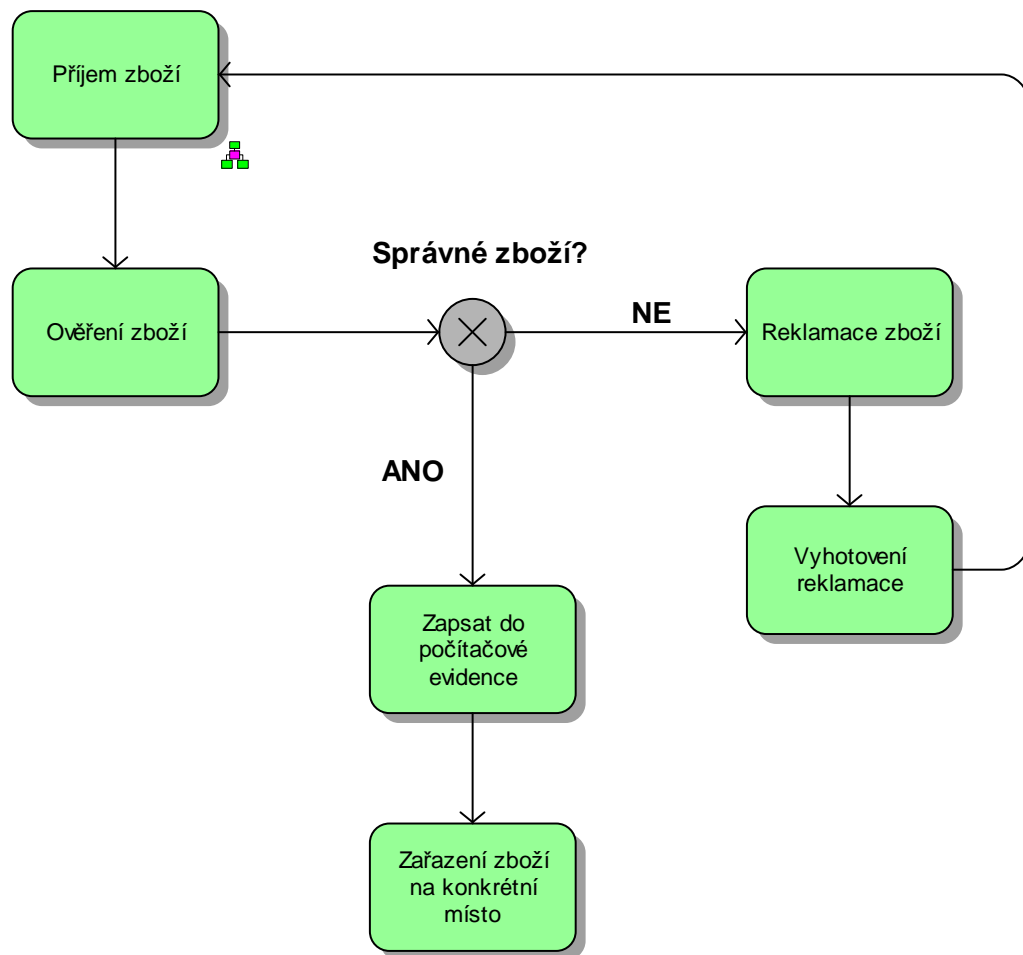 Příjem zboží
Správné zboží?
Ověření zboží
NE
Reklamace zboží
ANO
Vyhotovení
reklamace
Zapsat do
počítačové
evidence
Zařazení zboží
na konkrétní
místo